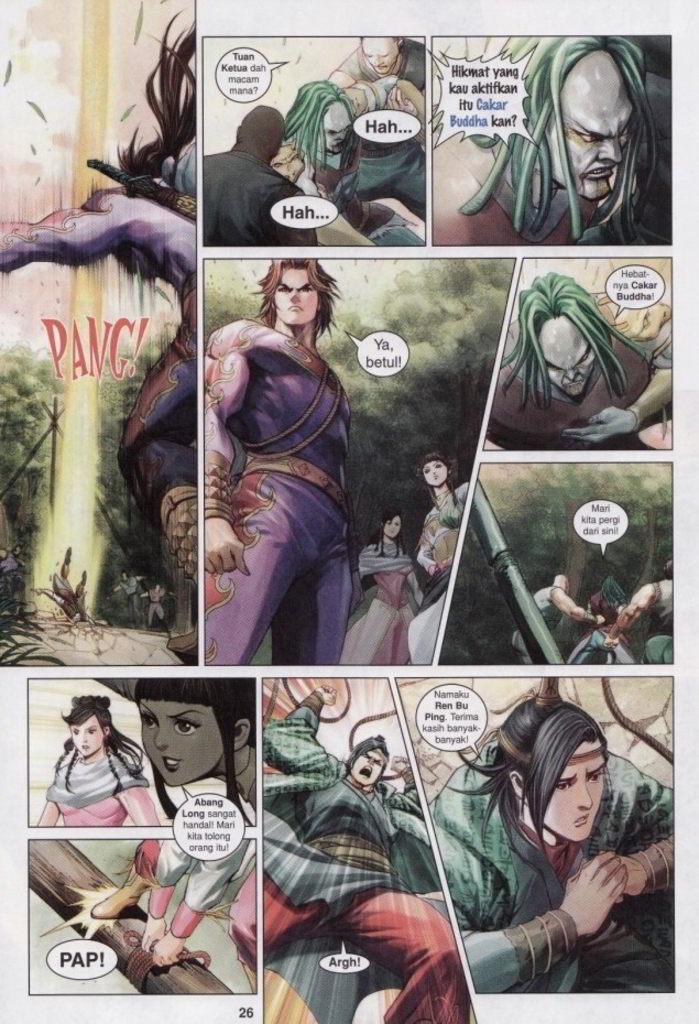 PANG!
Tuan
Ketua dah
macam
mana?
Hah...
Hah...
Hikmat yang
kau aktifkan
itu Cakar
Buddha kan?
Ya,
betul!
Hebat-
nya Cakar
Buddha!
Mari
kita pergi
dari sini!
Abang
Long sangat
handal! Mari
kita tolong
orang itu!
PAP!
Argh!
Namaku
Ren Bu
Ping. Terima
kasih banyak-
banyak!
26